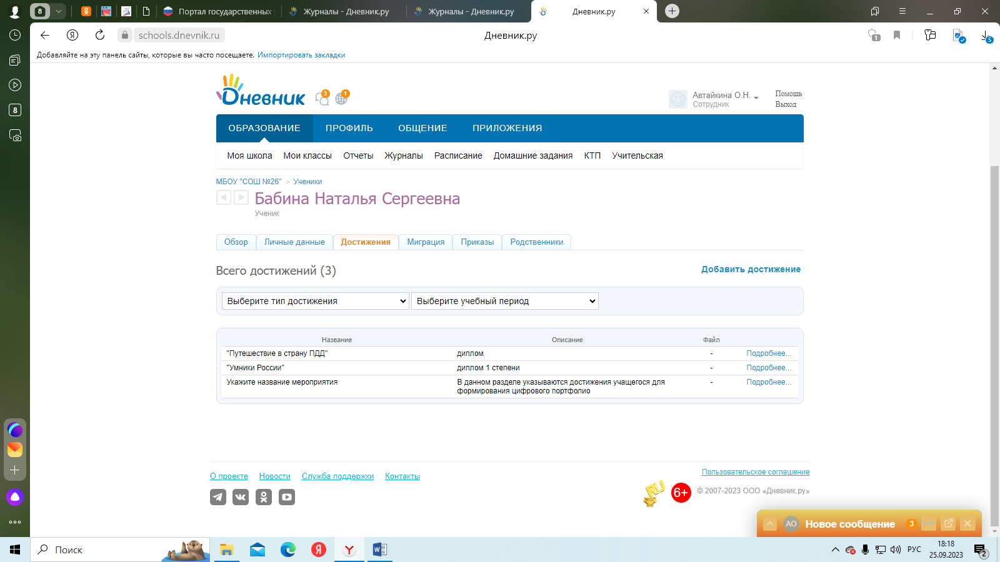 8
Портал государственных
Журналы - Дневник.ру
Журналы - Дневник.ру
Дневник.ру
schools.dnevnik.ru
Дневник.ру
1
5
Добавляйте на эту панель сайты, которые вы часто посещаете. Импортировать закладки
8
Dневник
3
1
Автайкина О.Н.
Сотрудник
Помощь
Выход
ОБРАЗОВАНИЕ ПРОФИЛЬ ОБЩЕНИЕ ПРИЛОЖЕНИЯ
Моя школа Мои классы Отчеты Журналы Расписание Домашние задания КТП Учительская
МБОУ "СОШ №26" > Ученики
Бабина Наталья Сергеевна
Ученик
Обзор Личные данные Достижения Миграция Приказы Родственники
Всего достижений (3)
Добавить достижение
Выберите тип достижения Выберите учебный период
Название Описание Файл
"Путешествие в страну ПДД" диплом - Подробнее...
"Умники России" диплом 1 степени - Подробнее...
Укажите название мероприятия В данном разделе указываются достижения учащегося для - Подробнее...
формирования цифрового портфолио
О проекте Новости Служба поддержки Контакты
Пользовательское соглашение
RU
6+
© 2007-2023 ООО «Дневник.ру»
АО Новое сообщение 3
Поиск
Я
Y
W
РУС
18:18
25.09.2023
2